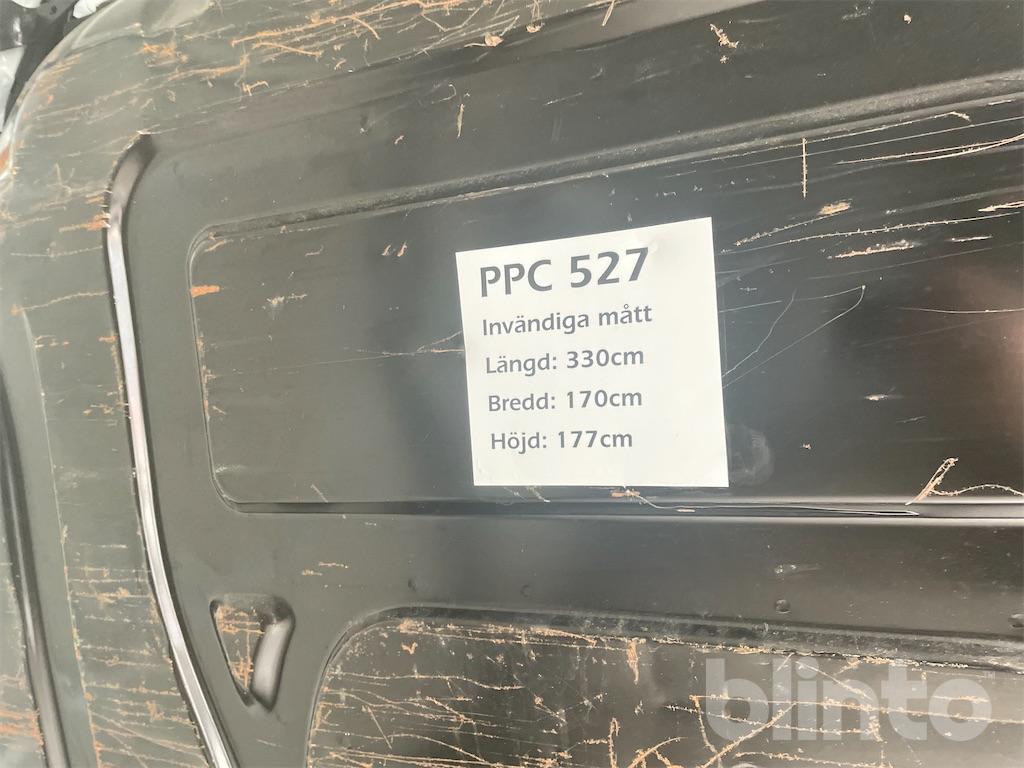 PPC 527
Invändiga mått
Längd: 330cm
Bredd: 170cm
Höjd: 177cm
blinto